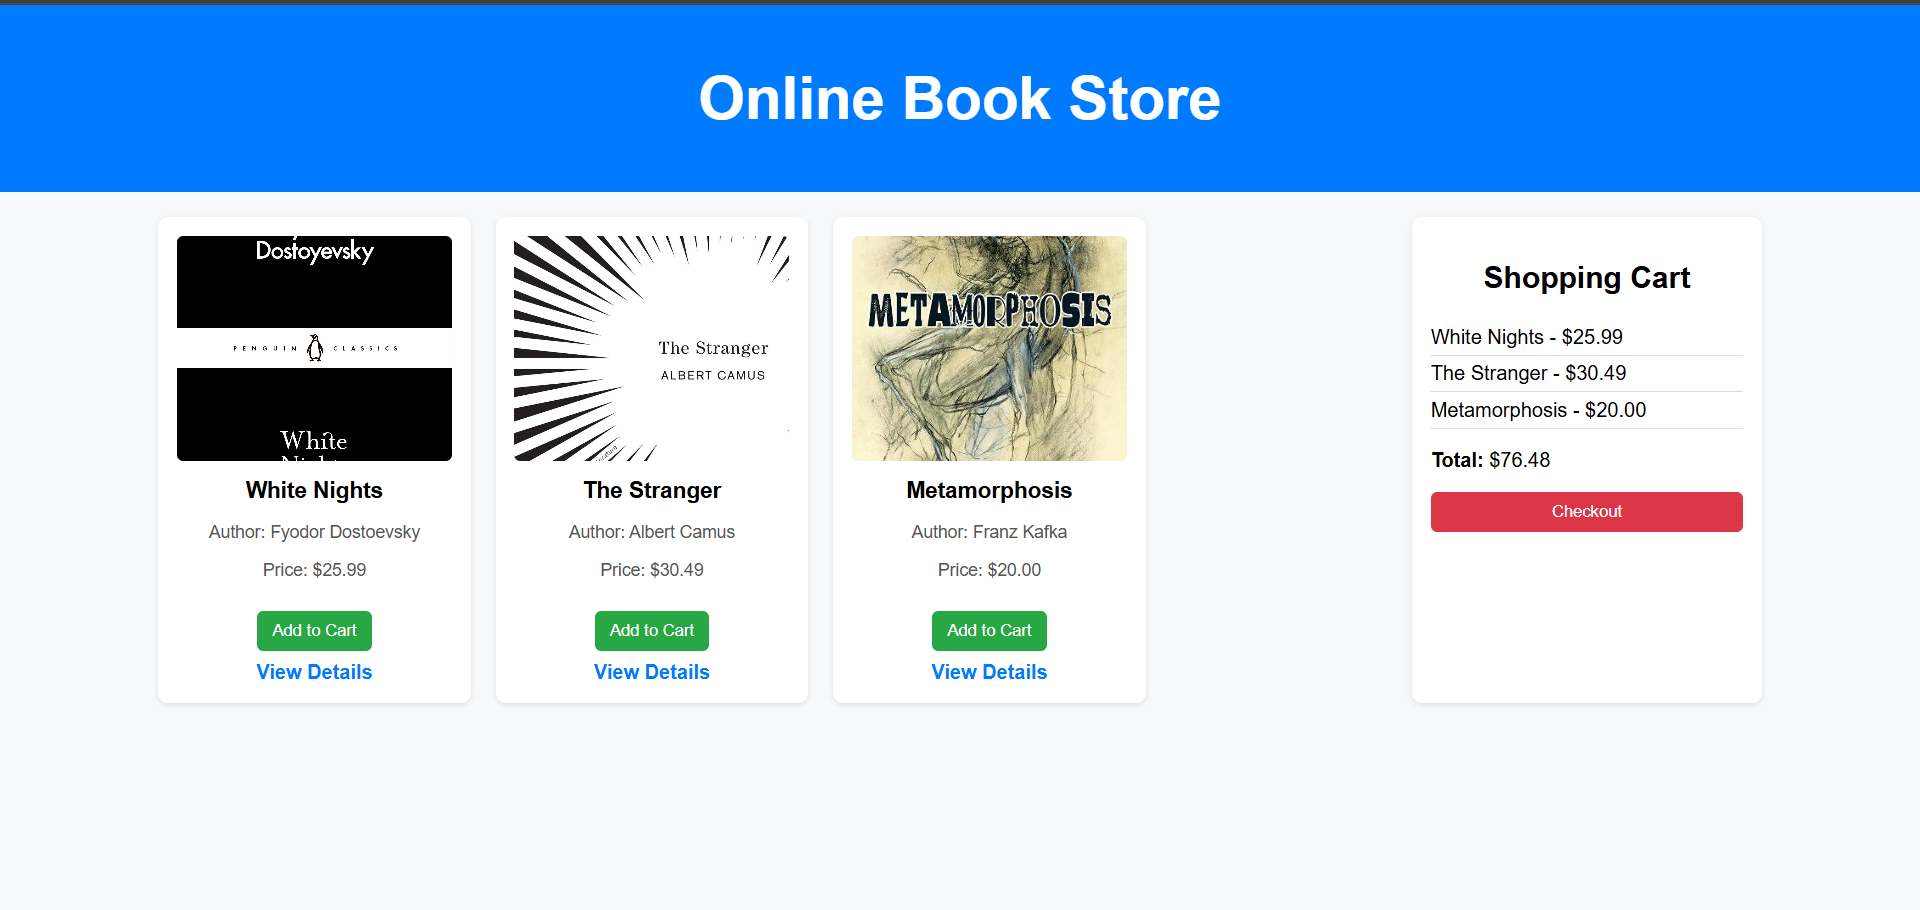 Online Book Store
Dostoyevsky
PENGUIN CLASSICS
White
White Nights
Author: Fyodor Dostoevsky
Price: $25.99
Add to Cart
View Details
The Stranger
ALBERT CAMUS
The Stranger
Author: Albert Camus
Price: $30.49
Add to Cart
View Details
METAMORPHOSIS
Metamorphosis
Author: Franz Kafka
Price: $20.00
Add to Cart
View Details
Shopping Cart
White Nights - $25.99
The Stranger - $30.49
Metamorphosis - $20.00
Total: $76.48
Checkout